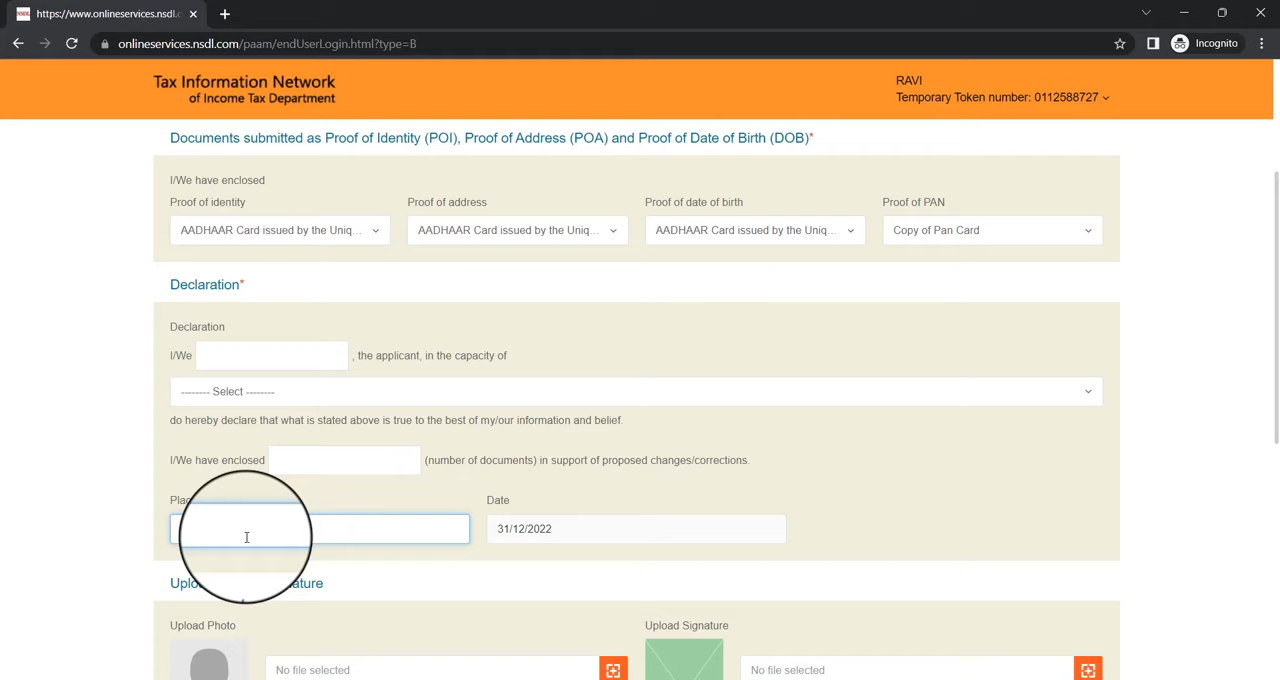 https://www.onlineservices.nsdl.c
onlineservices.nsdl.com/paam/endUserLogin.html?type=B
Incognito
Tax Information Network
of Income Tax Department
RAVI
Temporary Token number: 0112588727
Documents submitted as Proof of Identity (POI), Proof of Address (POA) and Proof of Date of Birth (DOB)*
I/We have enclosed
Proof of identity Proof of address Proof of date of birth Proof of PAN
AADHAAR Card issued by the Uniq... AADHAAR Card issued by the Uniq... AADHAAR Card issued by the Uniq... Copy of Pan Card
Declaration*
Declaration
I/We , the applicant, in the capacity of
-------- Select --------
do hereby declare that what is stated above is true to the best of my/our information and belief.
I/We have enclosed (number of documents) in support of proposed changes/corrections.
Date
31/12/2022
Upload Photo Upload Signature
No file selected No file selected